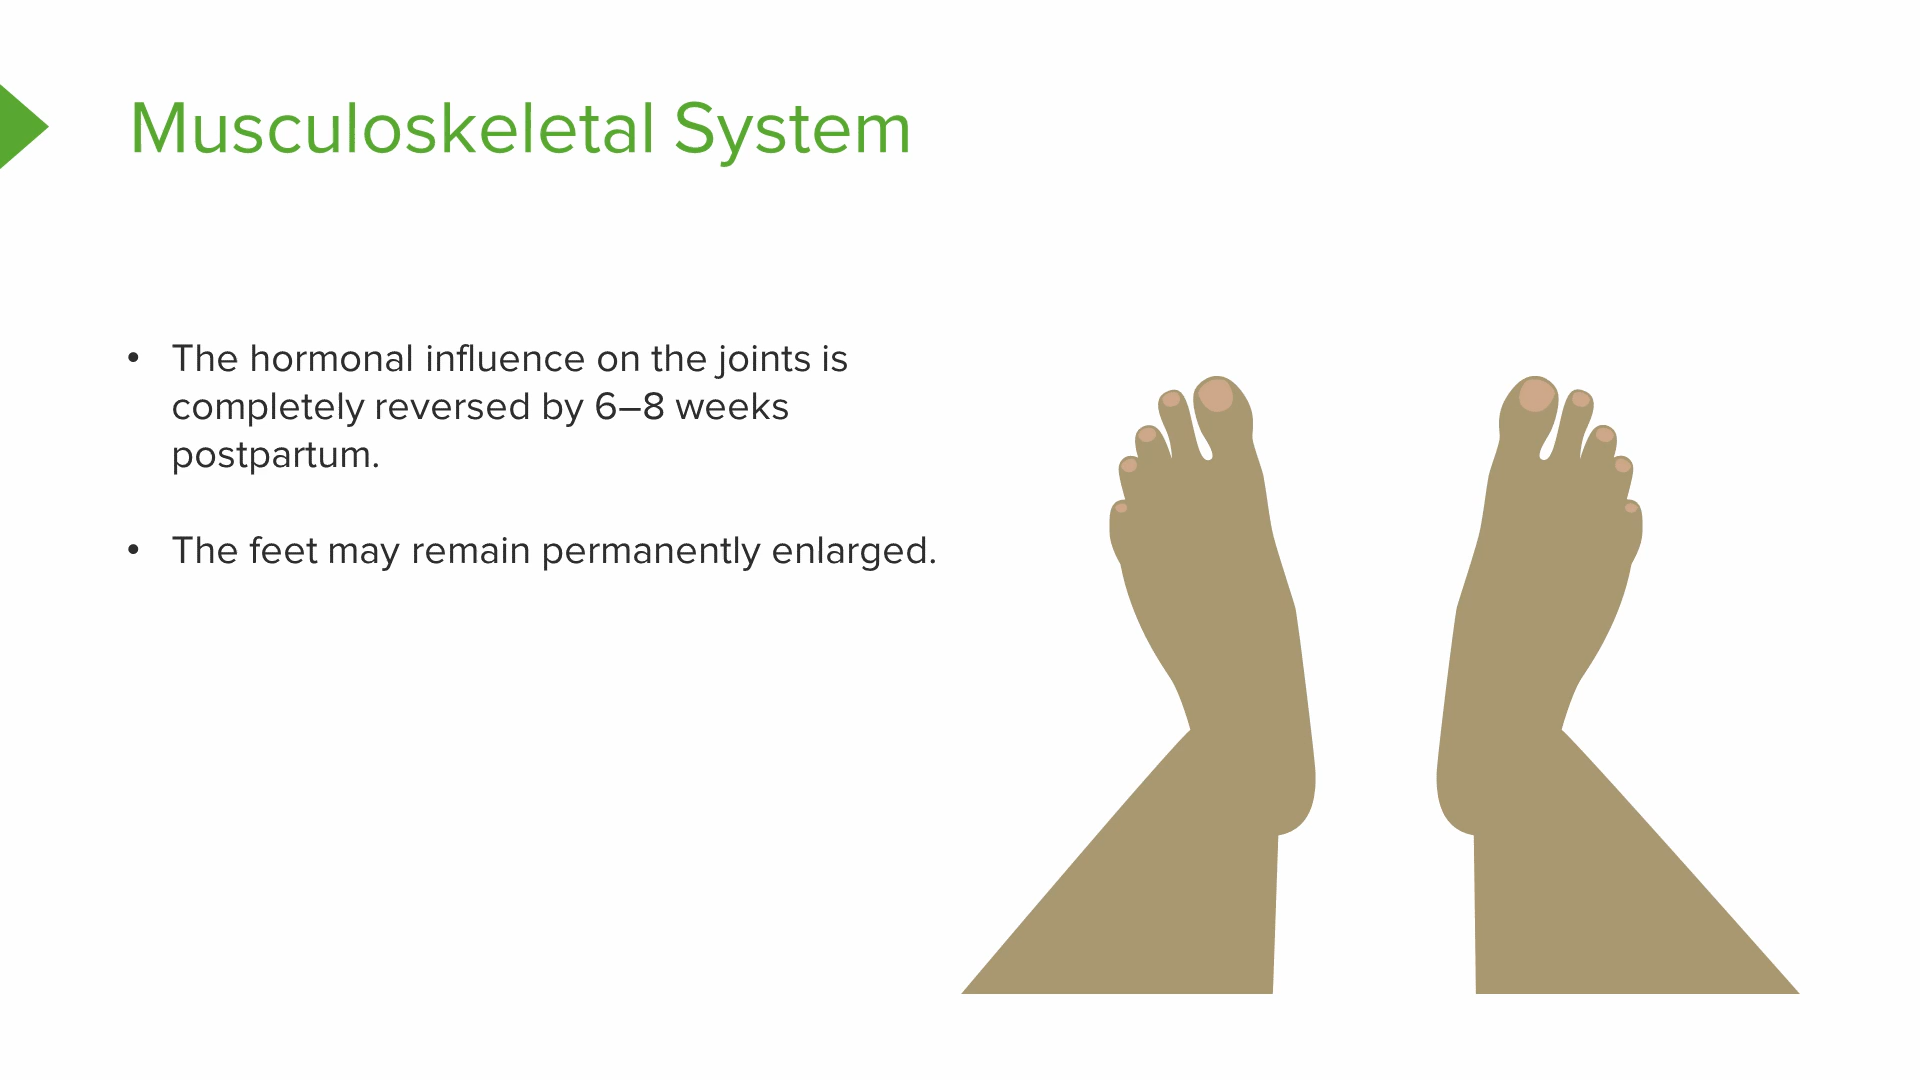 Musculoskeletal System
• The hormonal influence on the joints is
completely reversed by 6–8 weeks
postpartum.
• The feet may remain permanently enlarged.